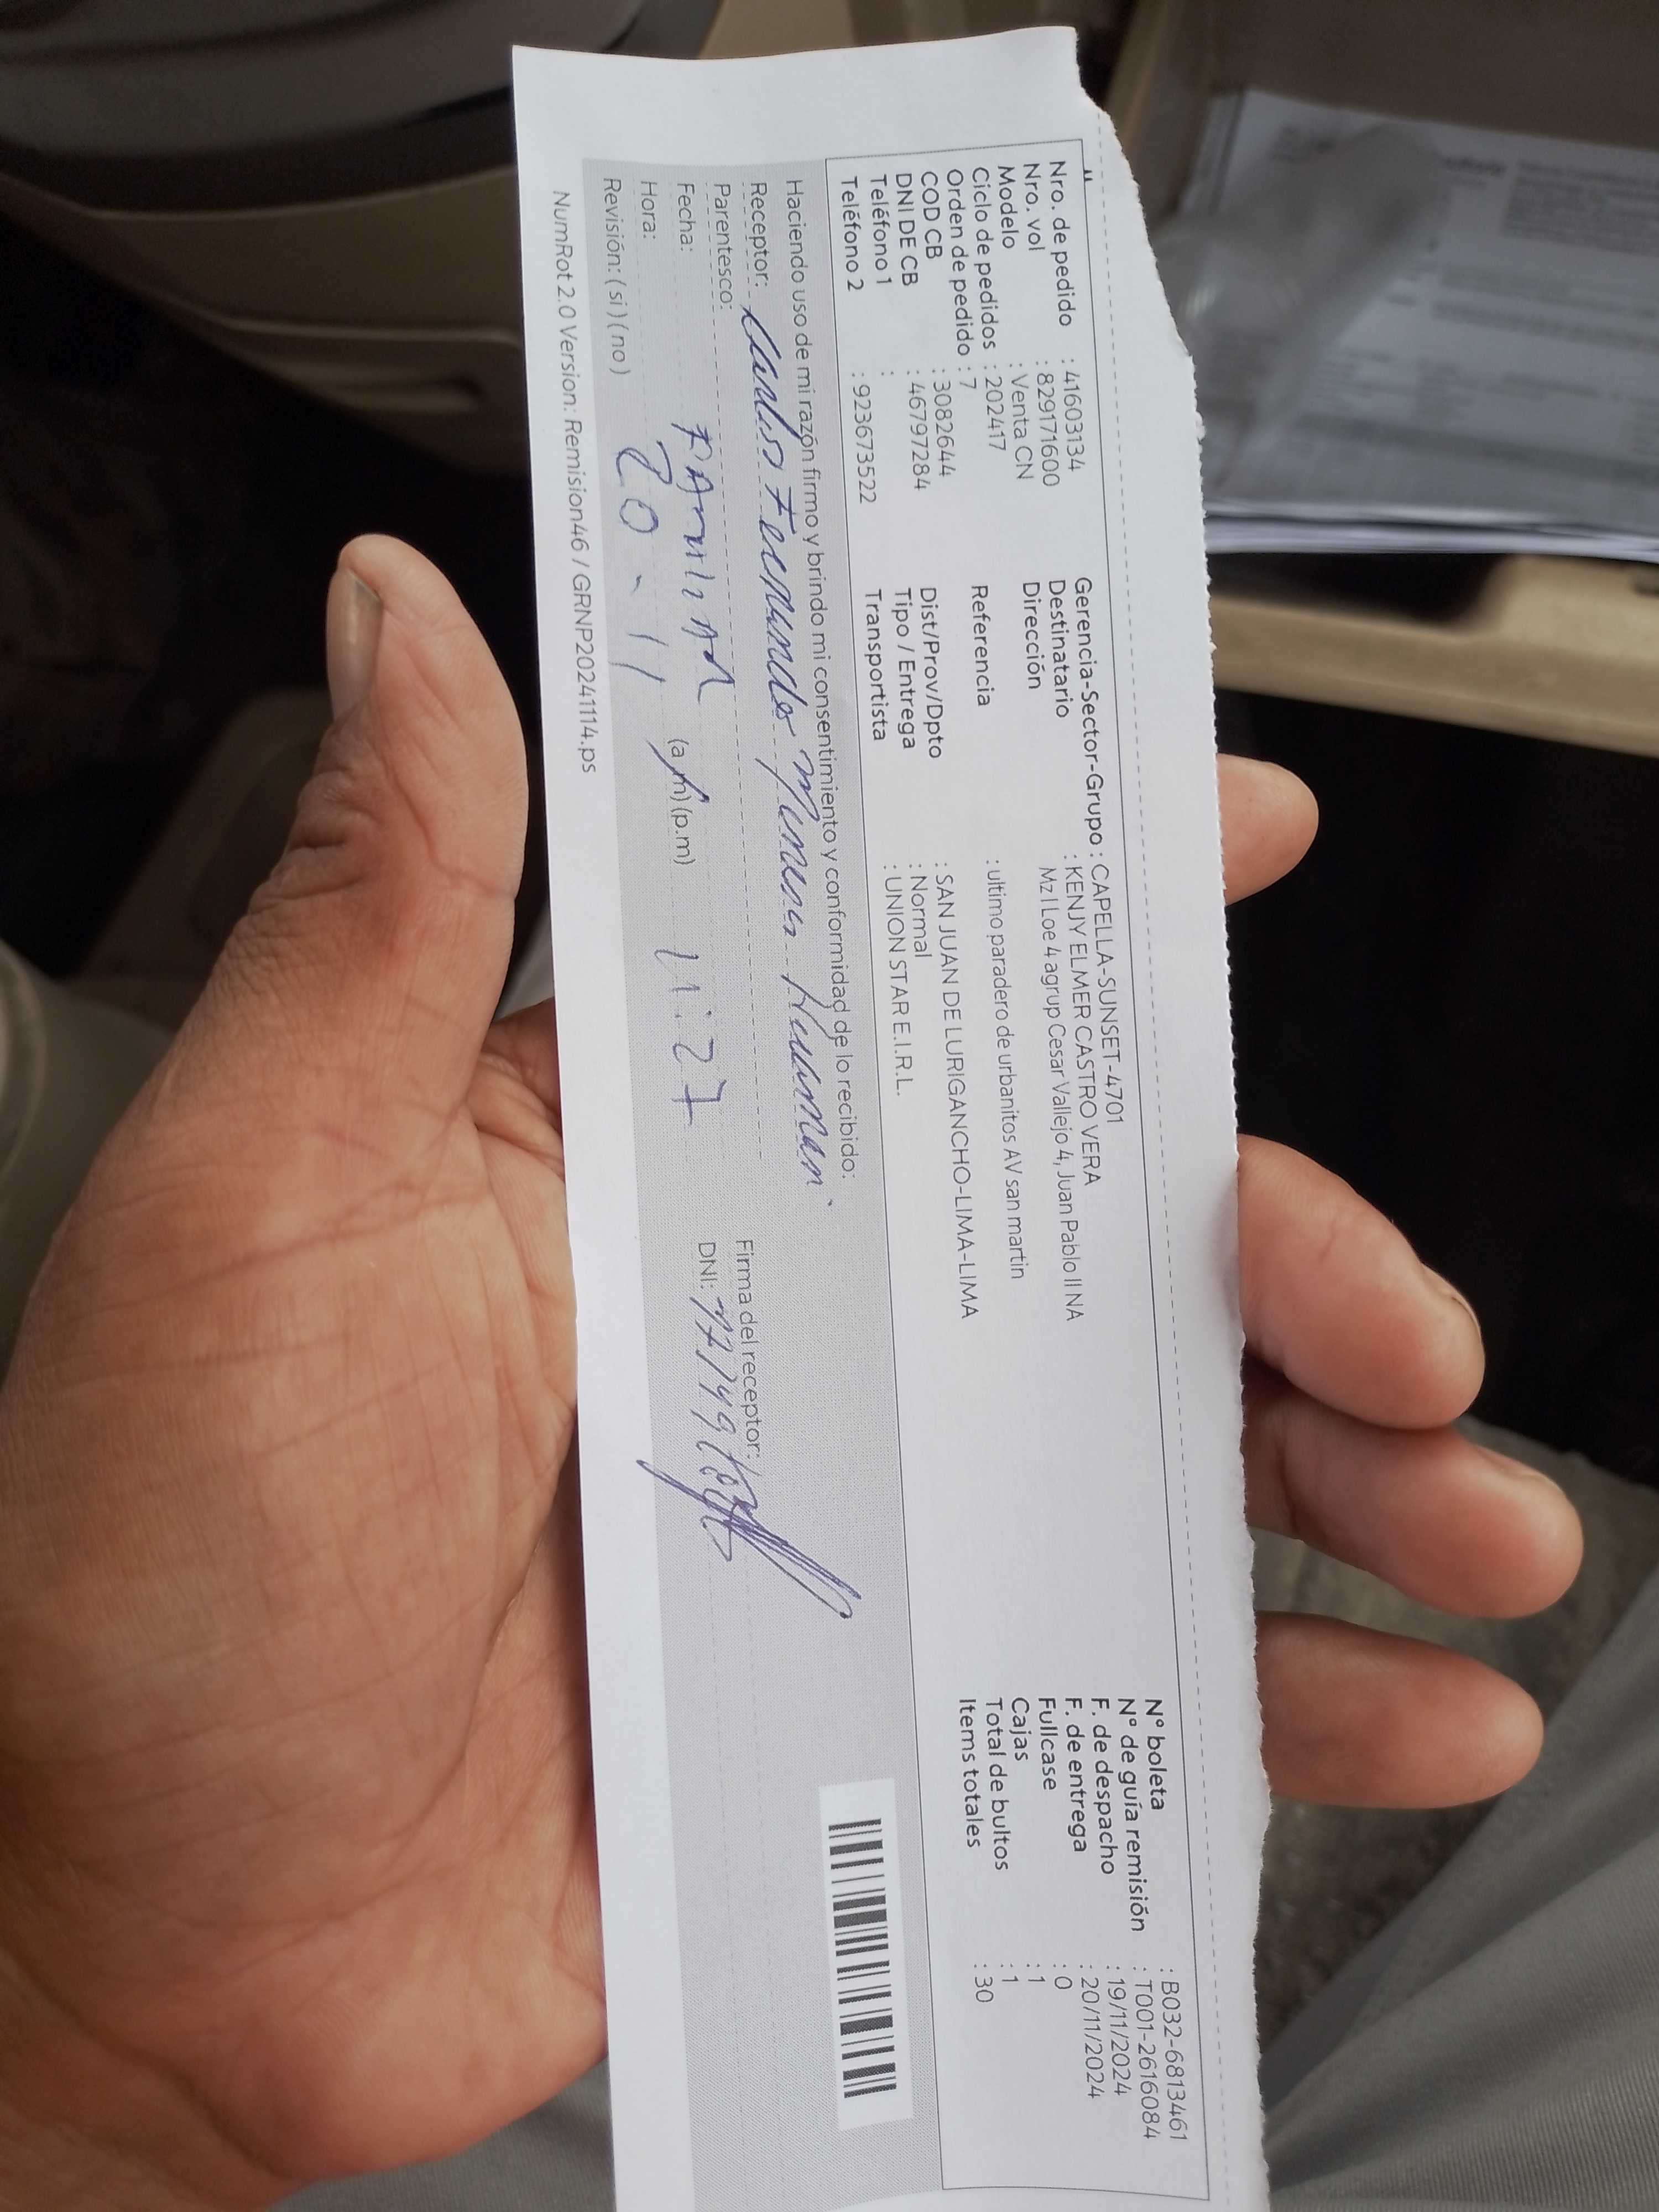 Nro. de pedido : 41603134
Nro. vol : 829171600
Modelo : Venta CN
Ciclo de pedidos : 202417
Orden de pedido : 7
COD CB : 3082644
DNI DE CB : 46797284
Teléfono 1 :
Teléfono 2 : 923673522
Gerencia-Sector-Grupo : CAPELLA-SUNSET-4701
Destinatario : KENJY ELMER CASTRO VERA
Dirección Mz I Loe 4 agrup Cesar Vallejo 4, Juan Pablo II NA
Referencia : ultimo paradero de urbanitos AV san martin
Dist/Prov/Dpto : SAN JUAN DE LURIGANCHO-LIMA-LIMA
Tipo / Entrega : Normal
Transportista : UNION STAR E.I.R.L.
N° boleta : B032-6813461
N° de guía remisión : T001-2616084
F. de despacho : 19/11/2024
F. de entrega : 20/11/2024
Fullcase : 0
Cajas : 1
Total de bultos : 1
Items totales : 30
Haciendo uso de mi razón firmo y brindo mi consentimiento y conformidad de lo recibido:
Receptor: Fernando Huaman
Parentesco: FAmiliAR
Fecha: 20-11
Hora: (a.m) (p.m) 11:27
Revisión: (si) (no)
Firma del receptor:
DNI:
NumRot 2.0 Version: Remision46 / GRNP20241114.ps